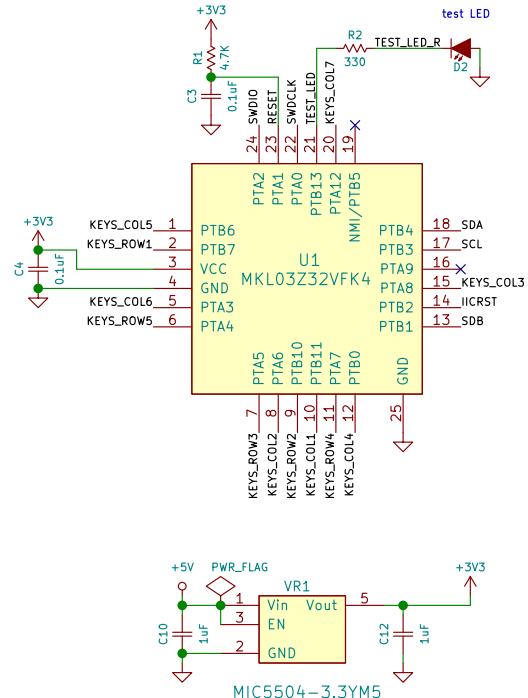 test LED
+3V3
R1
4.7K
C3
0.1uF
R2
330
TEST_LED_R
D2
SWDIO
RESET
SWDCLK
TEST_LED
KEYS_COL7
24
23
22
21
20
19
PTA2
PTA1
PTA0
PTB13
PTA12
NMI/PTB5
KEYS_COL5 1 PTB6
KEYS_ROW1 2 PTB7
3 VCC
4 GND
KEYS_COL6 5 PTA3
KEYS_ROW5 6 PTA4
+3V3
C4
0.1uF
U1
MKL03Z32VFK4
PTB4 18 SDA
PTB3 17 SCL
PTA9 16
PTA8 15 KEYS_COL3
PTB2 14 IICRST
PTB1 13 SDB
PTA5
PTA6
PTB10
PTB11
PTA7
PTB0
GND
7
8
9
10
11
12
25
KEYS_ROW3
KEYS_COL2
KEYS_ROW2
KEYS_COL1
KEYS_ROW4
KEYS_COL4
+5V
PWR_FLAG
VR1
+3V3
1 Vin Vout 5
3 EN
2 GND
C10
1uF
C12
1uF
MIC5504-3.3YM5